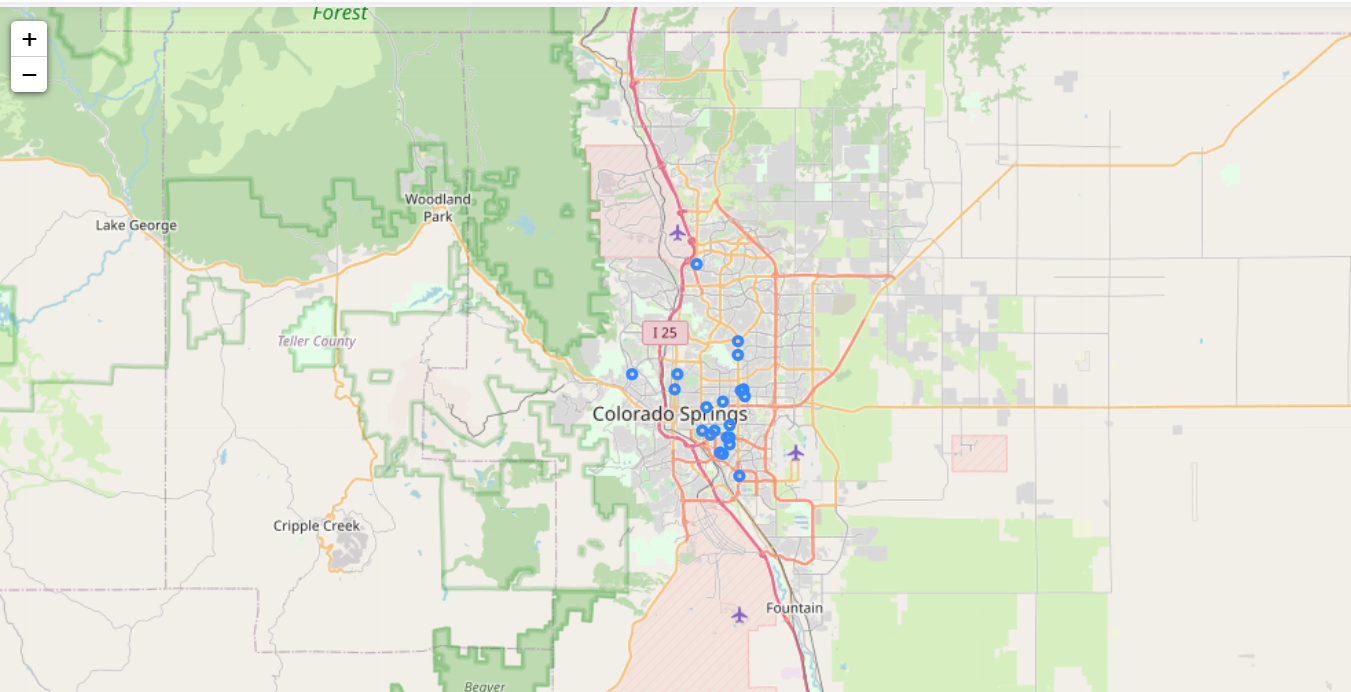 Forest
+
−
Woodland
Park
Lake George
I 25
Teller County
Colorado Springs
Cripple Creek
Fountain
Beaver